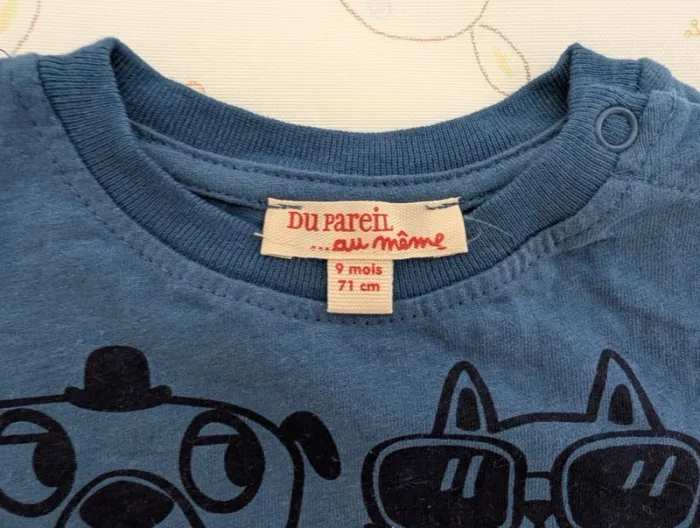 Du Pareil
...au même
9 mois
71 cm